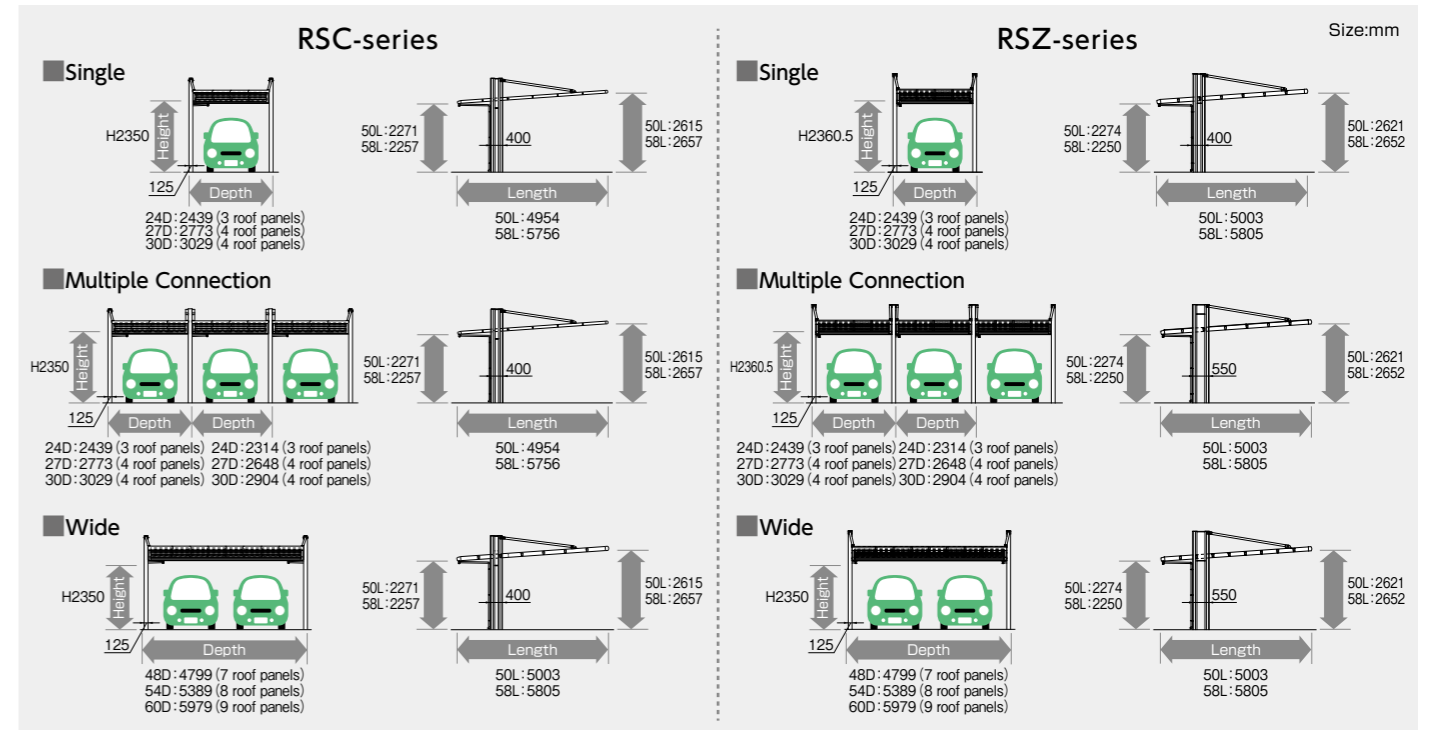 RSC-series
■Single
H2350
Height
125
Depth
24D:2439 (3 roof panels)
27D:2773 (4 roof panels)
30D:3029 (4 roof panels)
50L:2271
58L:2257
400
50L:2615
58L:2657
Length
50L:4954
58L:5756
■Multiple Connection
H2350
Height
125
Depth
Depth
24D:2439 (3 roof panels) 24D:2314 (3 roof panels)
27D:2773 (4 roof panels) 27D:2648 (4 roof panels)
30D:3029 (4 roof panels) 30D:2904 (4 roof panels)
50L:2271
58L:2257
400
50L:2615
58L:2657
Length
50L:4954
58L:5756
■Wide
H2350
Height
125
Depth
48D:4799 (7 roof panels)
54D:5389 (8 roof panels)
60D:5979 (9 roof panels)
50L:2271
58L:2257
400
50L:2615
58L:2657
Length
50L:5003
58L:5805
RSZ-series
Size:mm
■Single
H2360.5
Height
125
Depth
24D:2439 (3 roof panels)
27D:2773 (4 roof panels)
30D:3029 (4 roof panels)
50L:2274
58L:2250
400
50L:2621
58L:2652
Length
50L:5003
58L:5805
■Multiple Connection
H2360.5
Height
125
Depth
Depth
24D:2439 (3 roof panels) 24D:2314 (3 roof panels)
27D:2773 (4 roof panels) 27D:2648 (4 roof panels)
30D:3029 (4 roof panels) 30D:2904 (4 roof panels)
50L:2274
58L:2250
550
50L:2621
58L:2652
Length
50L:5003
58L:5805
■Wide
H2350
Height
125
Depth
48D:4799 (7 roof panels)
54D:5389 (8 roof panels)
60D:5979 (9 roof panels)
50L:2274
58L:2250
550
50L:2621
58L:2652
Length
50L:5003
58L:5805